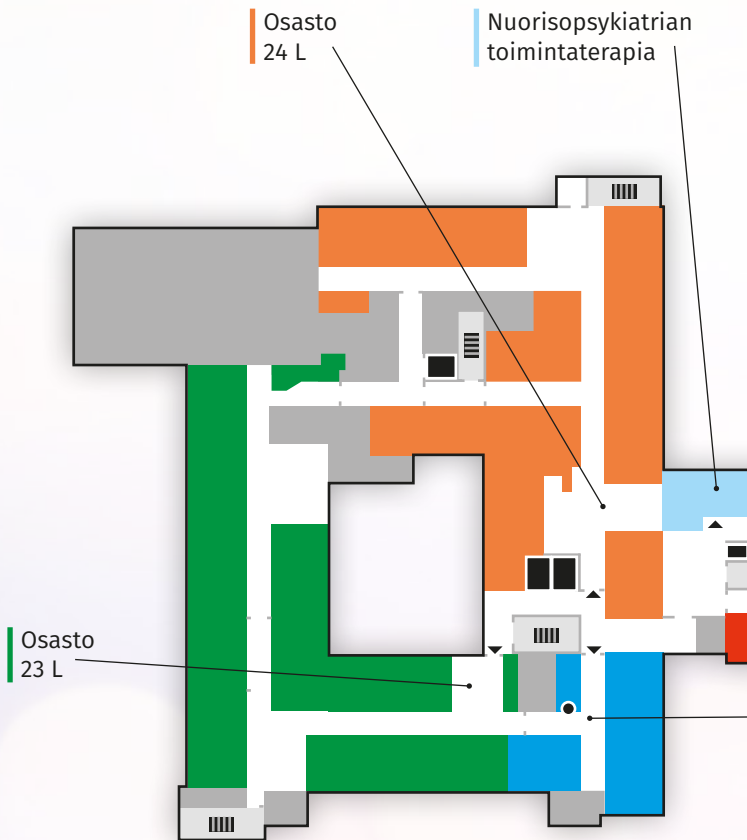 Osasto
24 L
Nuorisopsykiatrian
toimintaterapia
Osasto
23 L